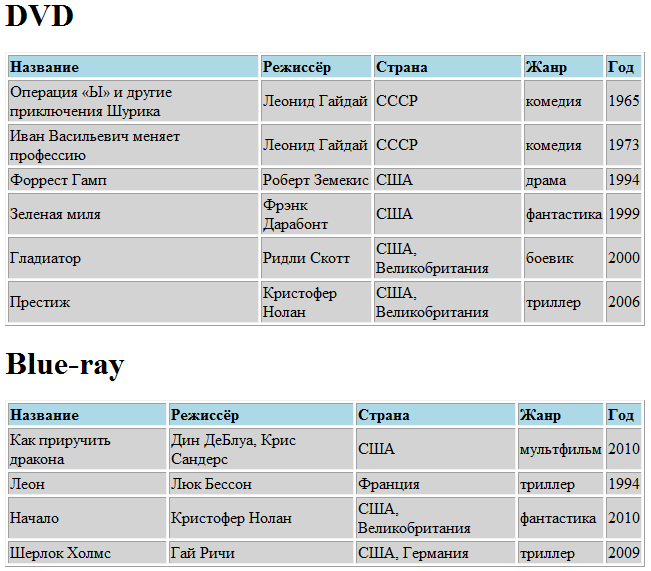 DVD
Название Режиссёр Страна Жанр Год
Операция «Ы» и другие приключения Шурика Леонид Гайдай СССР комедия 1965
Иван Васильевич меняет профессию Леонид Гайдай СССР комедия 1973
Форрест Гамп Роберт Земекис США драма 1994
Зеленая миля Фрэнк Дарабонт США фантастика 1999
Гладиатор Ридли Скотт США, Великобритания боевик 2000
Престиж Кристофер Нолан США, Великобритания триллер 2006
Blue-ray
Название Режиссёр Страна Жанр Год
Как приручить дракона Дин ДеБлуа, Крис Сандерс США мультфильм 2010
Леон Люк Бессон Франция триллер 1994
Начало Кристофер Нолан США, Великобритания фантастика 2010
Шерлок Холмс Гай Ричи США, Германия триллер 2009